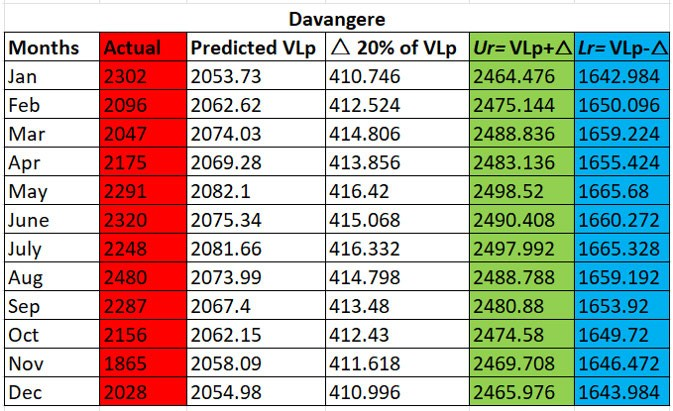 Davangere
Months Actual Predicted VLp △ 20% of VLp Ur= VLp+△ Lr= VLp-△
Jan 2302 2053.73 410.746 2464.476 1642.984
Feb 2096 2062.62 412.524 2475.144 1650.096
Mar 2047 2074.03 414.806 2488.836 1659.224
Apr 2175 2069.28 413.856 2483.136 1655.424
May 2291 2082.1 416.42 2498.52 1665.68
June 2320 2075.34 415.068 2490.408 1660.272
July 2248 2081.66 416.332 2497.992 1665.328
Aug 2480 2073.99 414.798 2488.788 1659.192
Sep 2287 2067.4 413.48 2480.88 1653.92
Oct 2156 2062.15 412.43 2474.58 1649.72
Nov 1865 2058.09 411.618 2469.708 1646.472
Dec 2028 2054.98 410.996 2465.976 1643.984